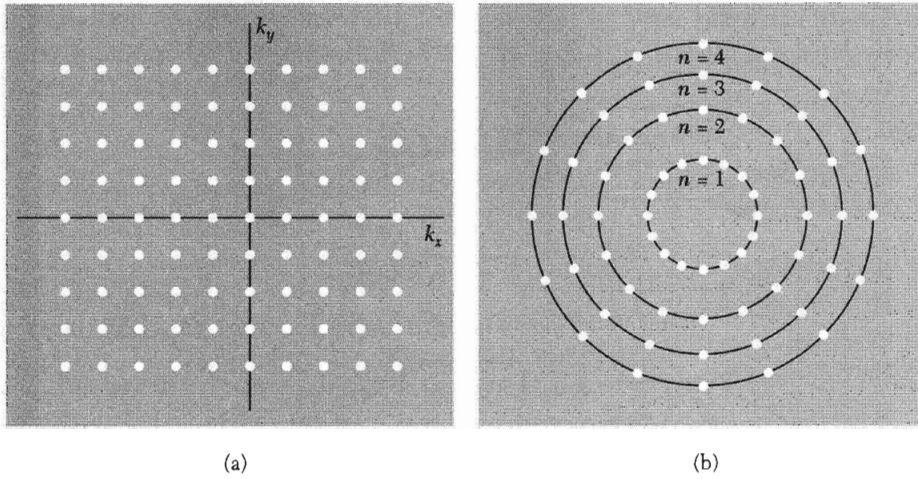 k_y
k_x
n = 4
n = 3
n = 2
n = 1
(a)
(b)